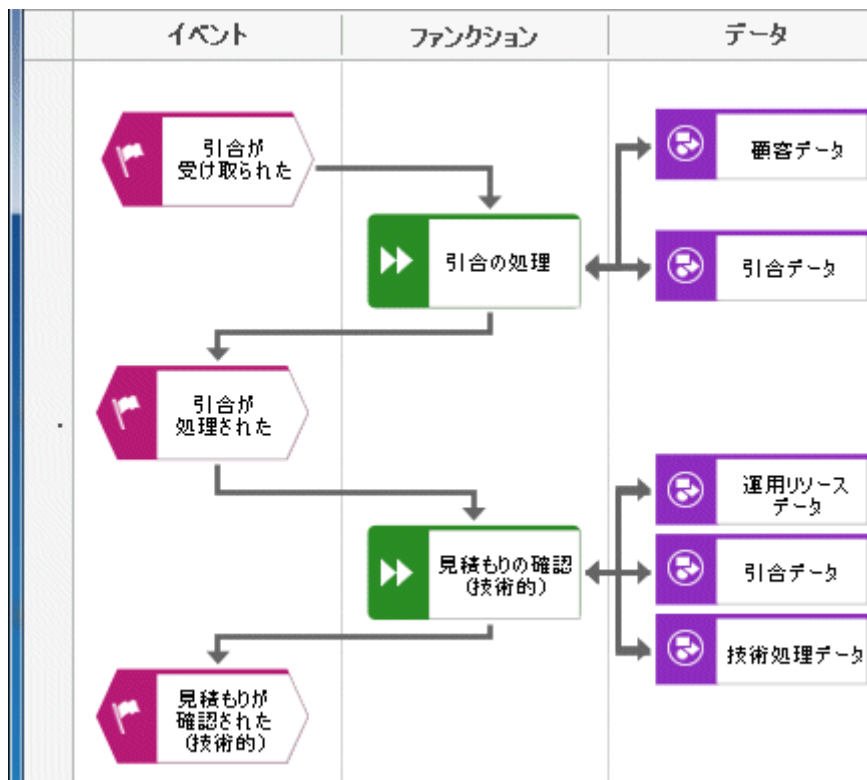 イベント
ファンクション
データ
引合が
受け取られた
顧客データ
引合の処理
引合データ
引合が
処理された
運用リソース
データ
見積もりの確認
(技術的)
引合データ
技術処理データ
見積もりが
確認された
(技術的)